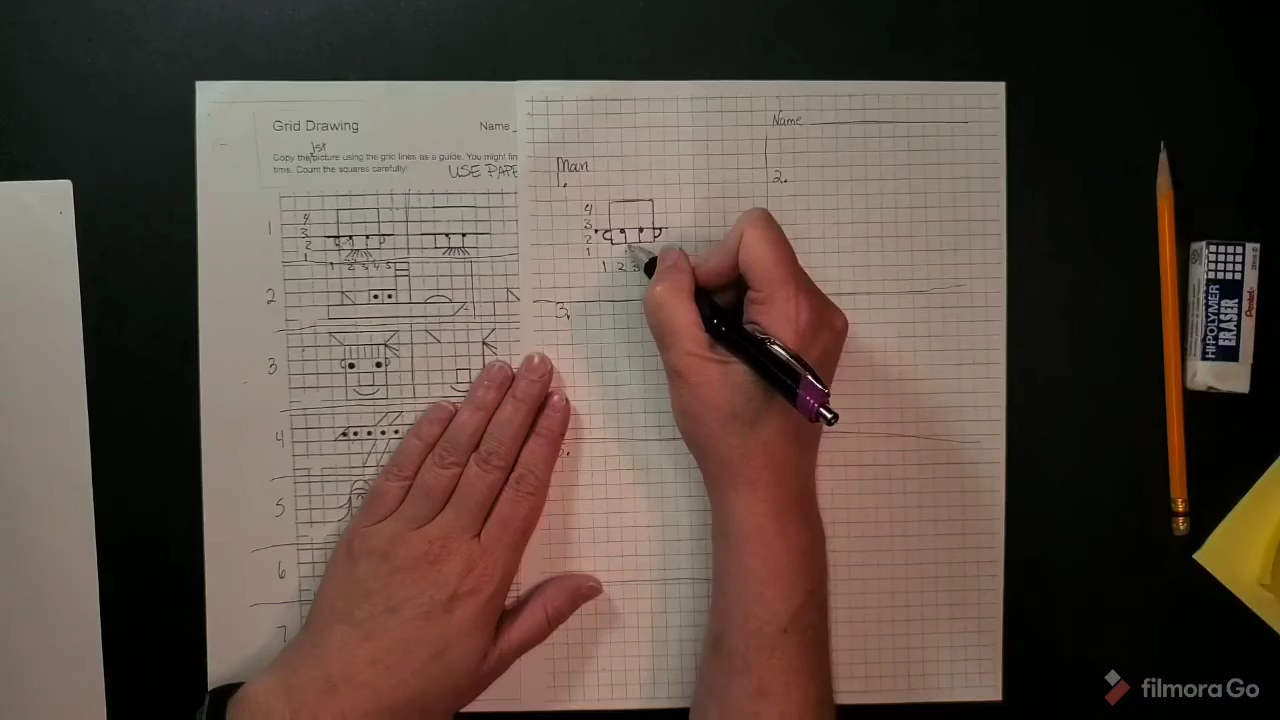 Grid Drawing
Name
1st
Copy the picture using the grid lines as a guide. You might fin
time. Count the squares carefully!
USE PAPE
1
4
3
2
1
1 2 3 4 5
2
3
4
5
6
7
Name
Man
1.
2.
4
3
2
1
1 2 3
3.
HI-POLYMER
ERASER
Pentel
filmora Go